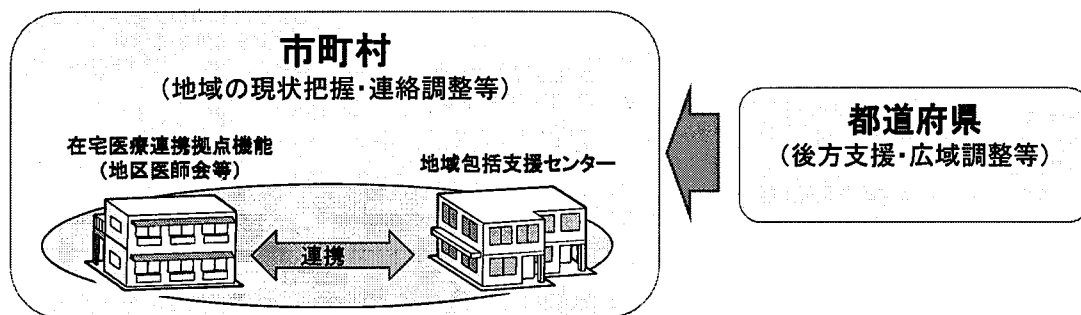 市町村
（地域の現状把握・連絡調整等）
在宅医療連携拠点機能
（地区医師会等）
地域包括支援センター
連携
都道府県
（後方支援・広域調整等）